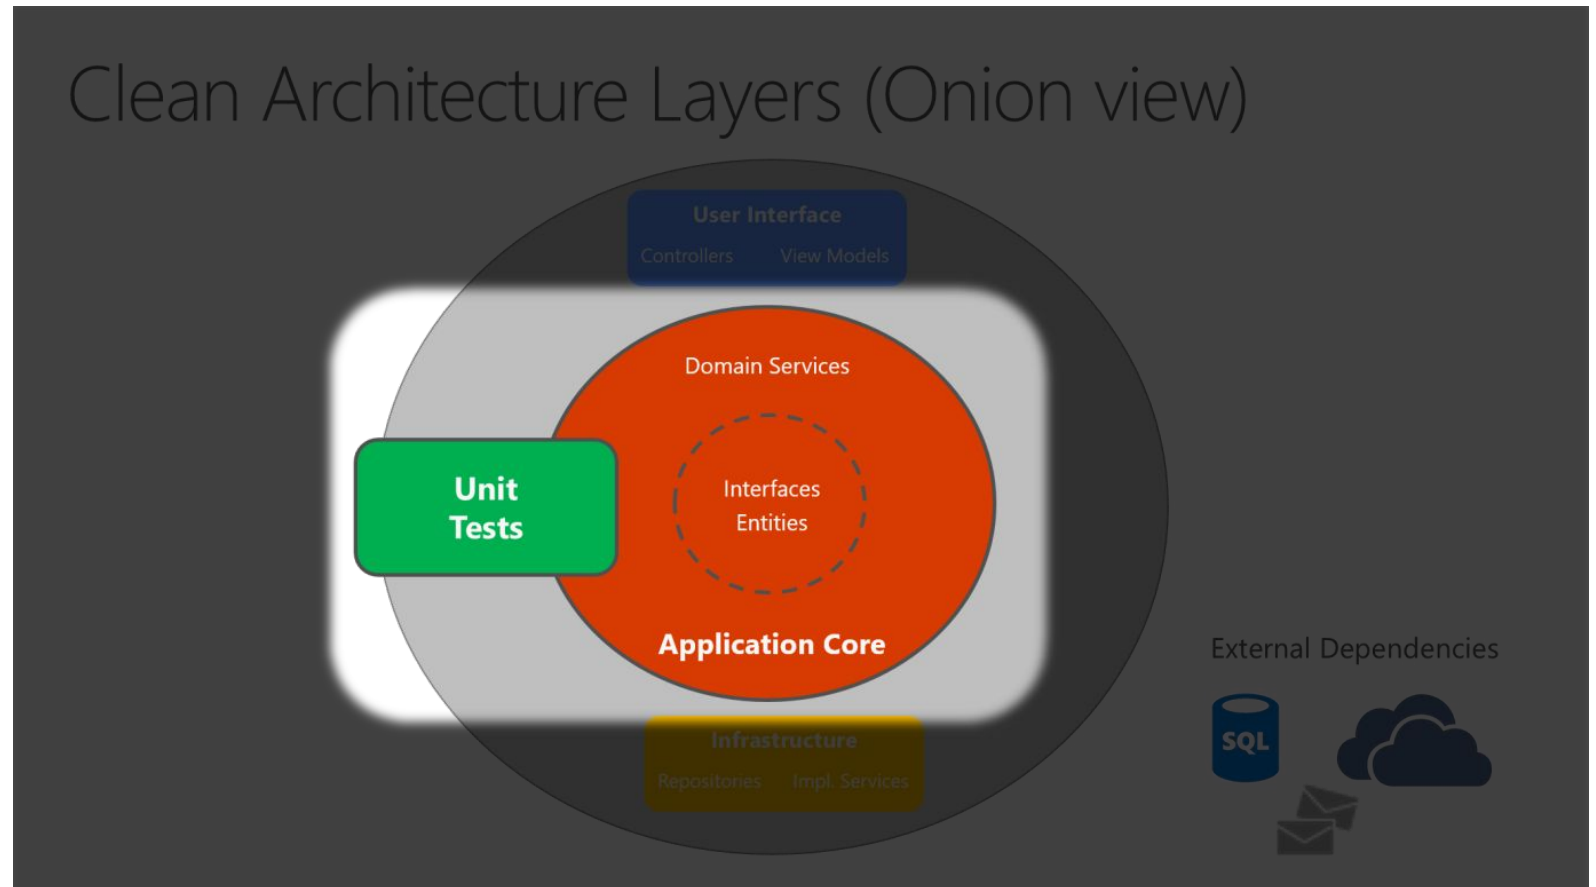 Clean Architecture Layers (Onion view)
User Interface
Controllers View Models
Domain Services
Interfaces
Entities
Unit
Tests
Application Core
Infrastructure
Repositories Impl. Services
External Dependencies
SQL